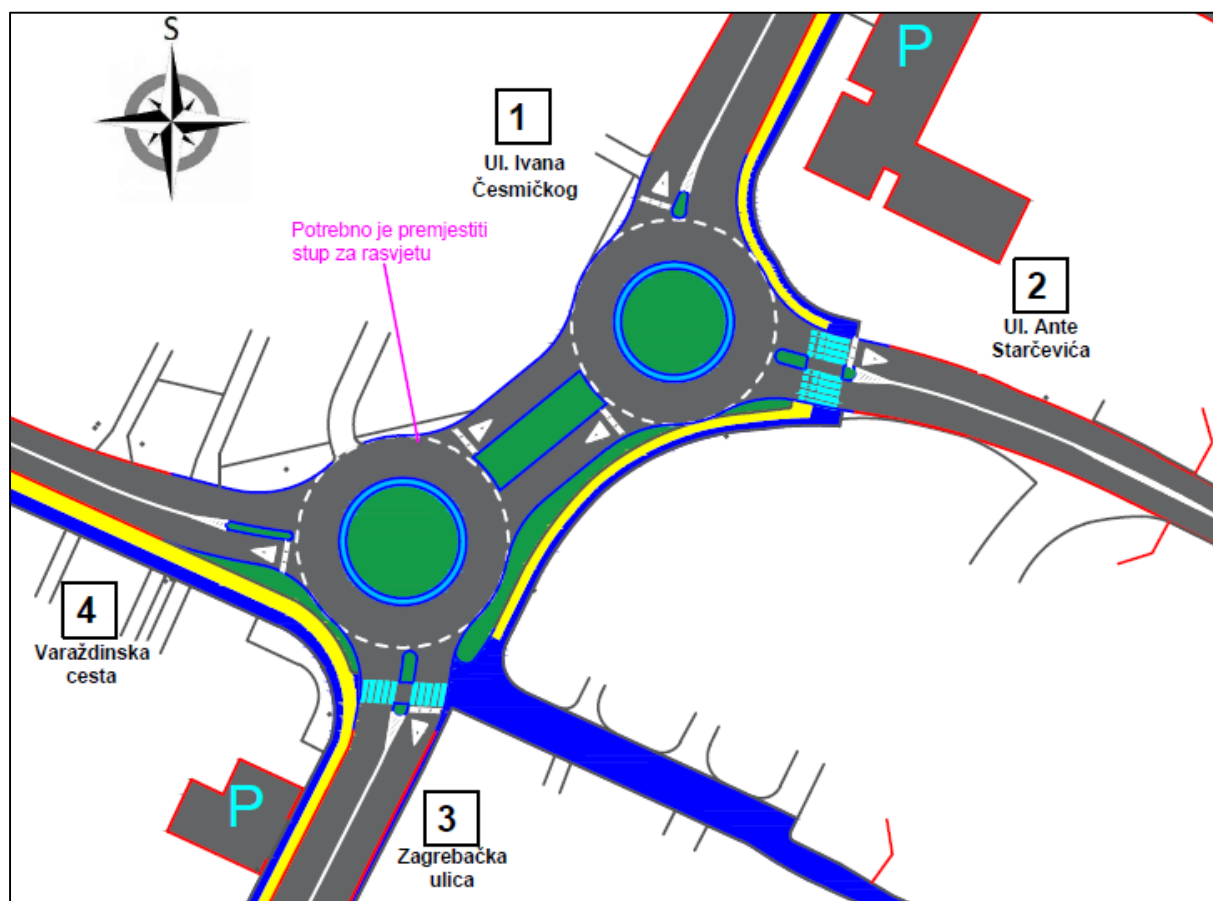 S
P
1
Ul. Ivana
Česmičkog
Potrebno je premjestiti
stup za rasvjetu
2
Ul. Ante
Starčevića
4
Varaždinska
cesta
P
3
Zagrebačka
ulica